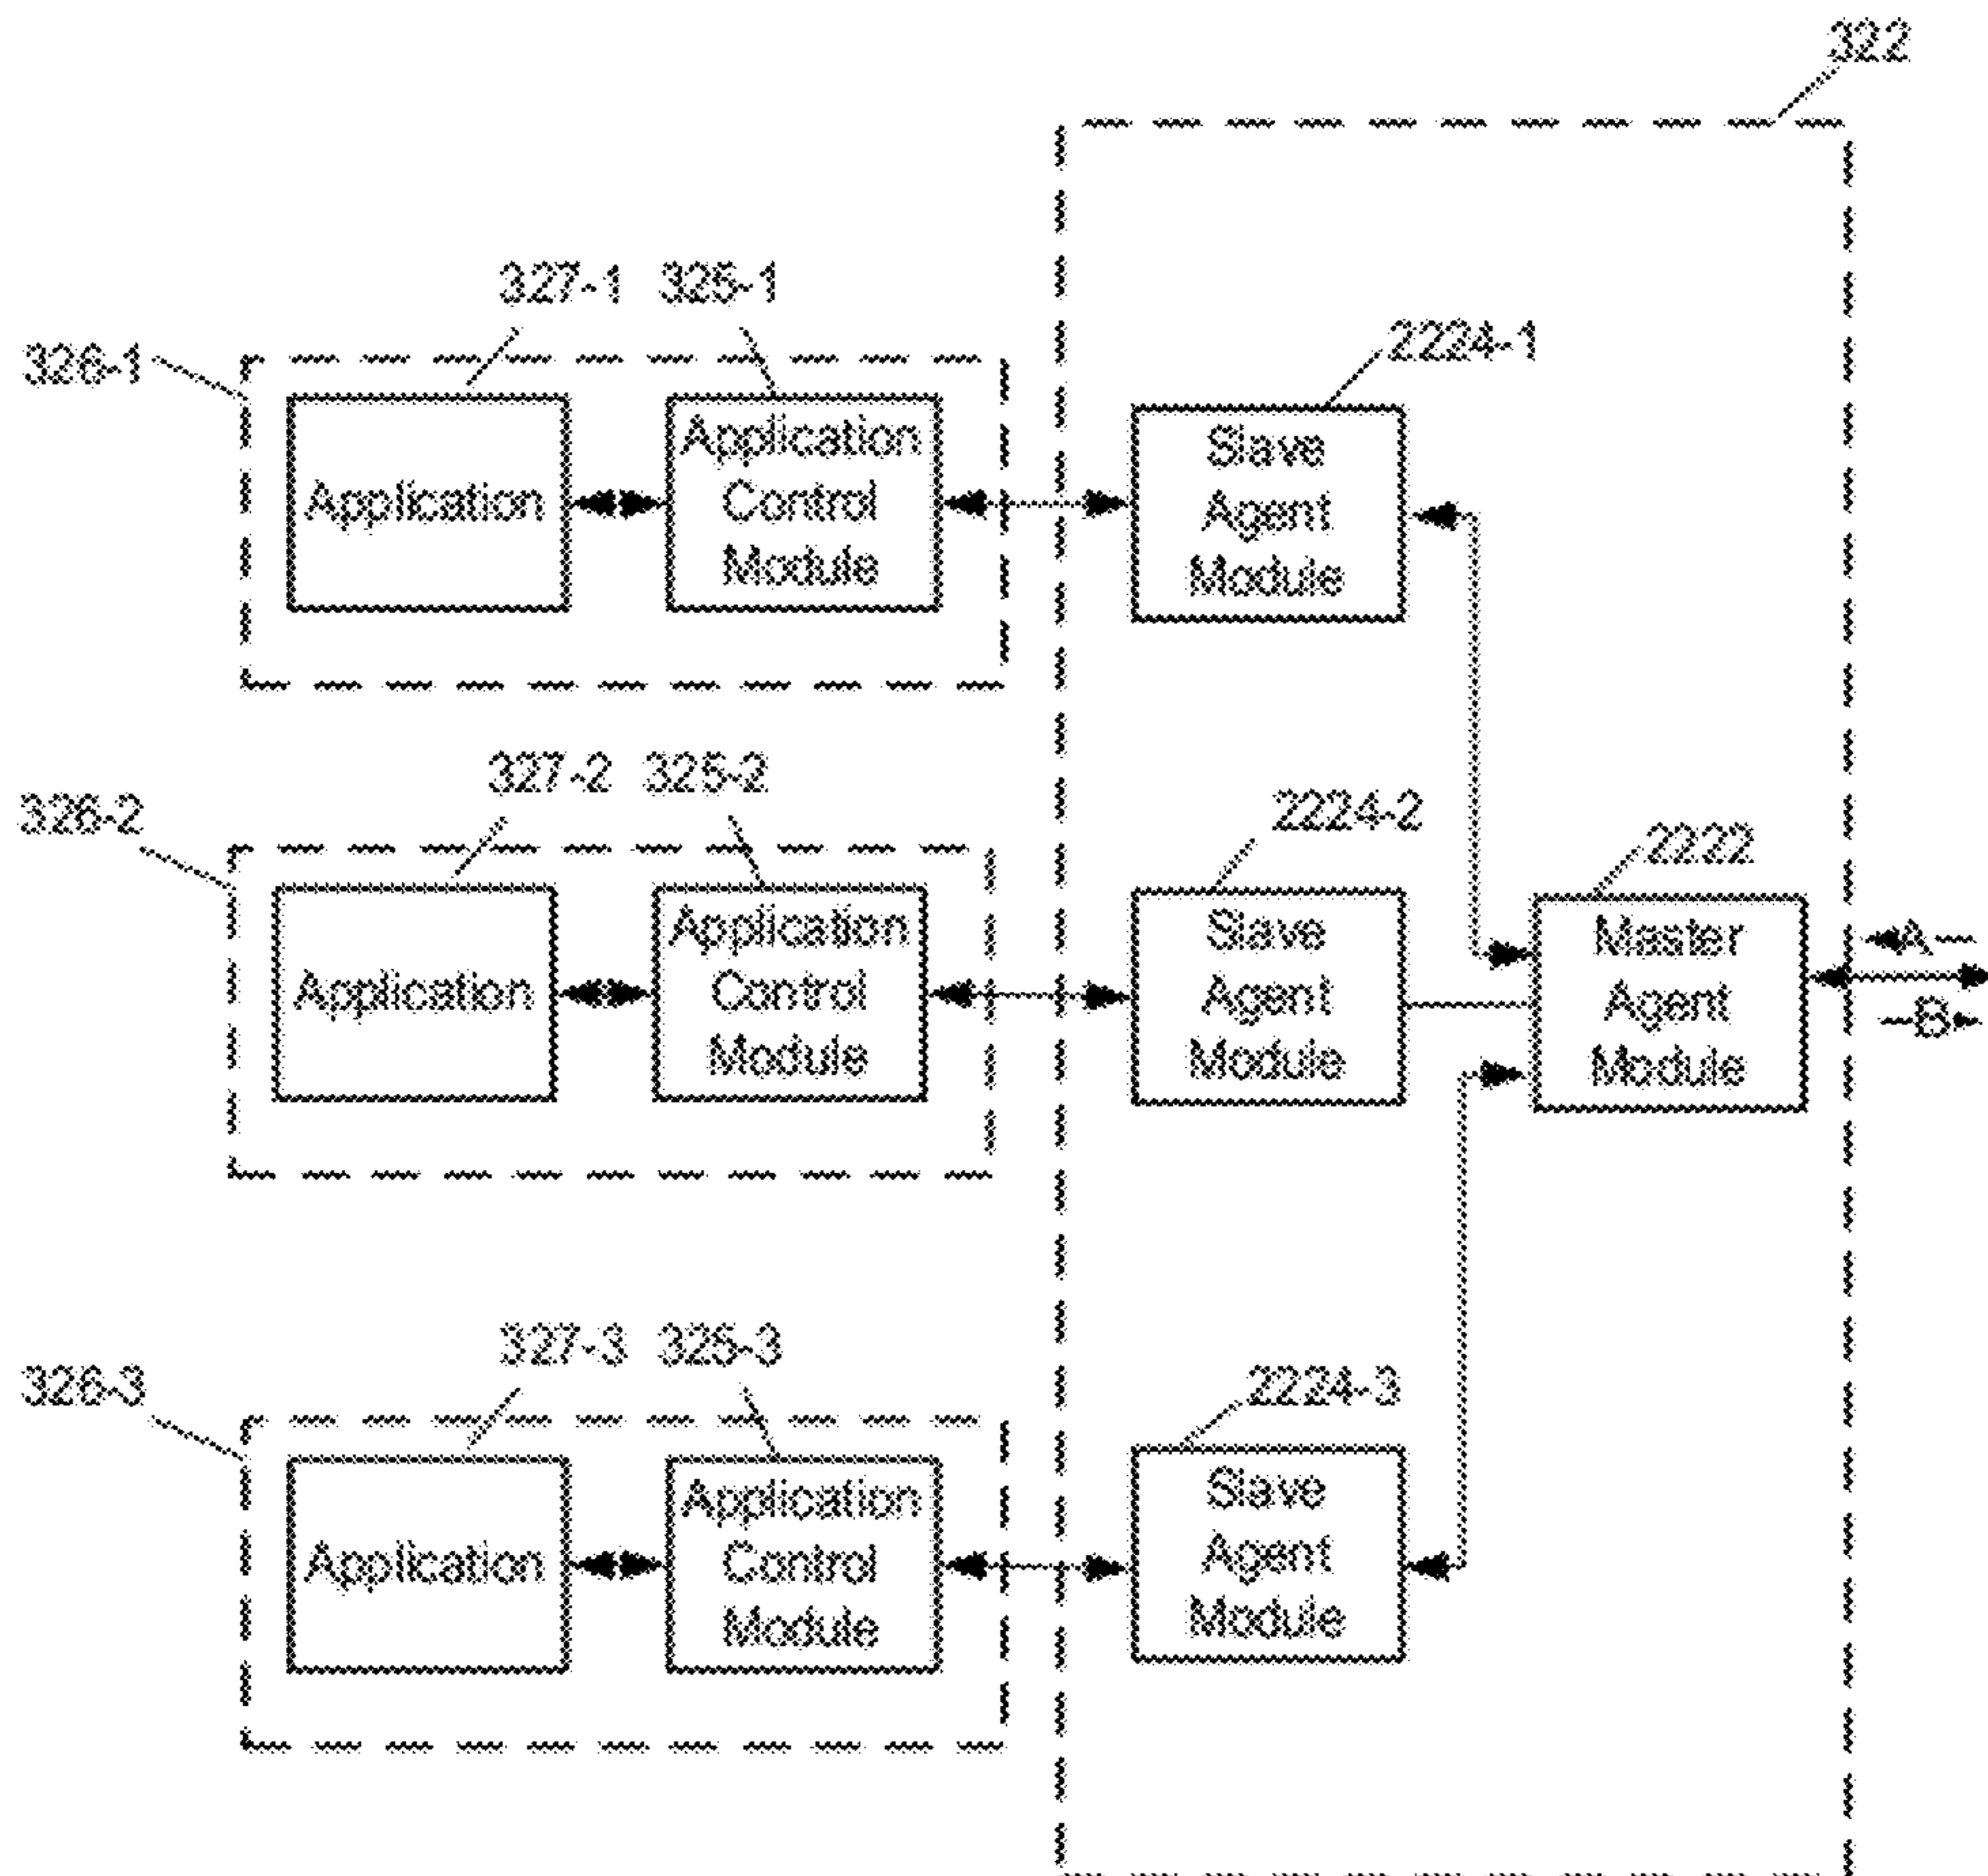 322
327-1 325-1
326-1
2224-1
Application
Application
Control
Module
Slave
Agent
Module
327-2 325-2
326-2
2224-2
2222
Application
Application
Control
Module
Slave
Agent
Module
Master
Agent
Module
A
B
327-3 325-3
326-3
2224-3
Application
Application
Control
Module
Slave
Agent
Module